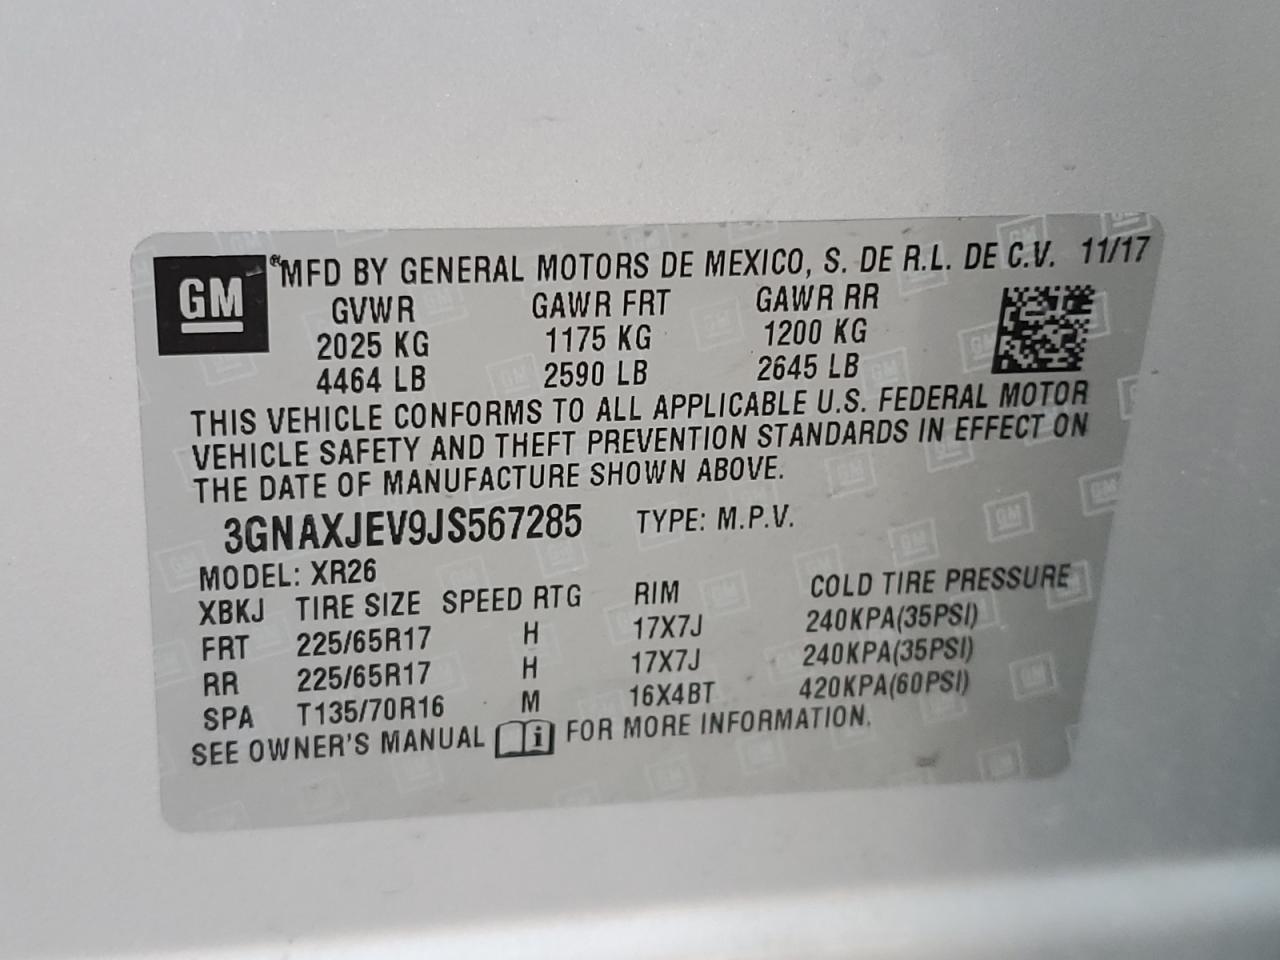 GM
®MFD BY GENERAL MOTORS DE MEXICO, S. DE R.L. DE C.V. 11/17
GVWR GAWR FRT GAWR RR
2025 KG 1175 KG 1200 KG
4464 LB 2590 LB 2645 LB
THIS VEHICLE CONFORMS TO ALL APPLICABLE U.S. FEDERAL MOTOR
VEHICLE SAFETY AND THEFT PREVENTION STANDARDS IN EFFECT ON
THE DATE OF MANUFACTURE SHOWN ABOVE.
3GNAXJEV9JS567285 TYPE: M.P.V.
MODEL: XR26
XBKJ TIRE SIZE SPEED RTG RIM COLD TIRE PRESSURE
FRT 225/65R17 H 17X7J 240KPA(35PSI)
RR 225/65R17 H 17X7J 240KPA(35PSI)
SPA T135/70R16 M 16X4BT 420KPA(60PSI)
SEE OWNER'S MANUAL i FOR MORE INFORMATION.